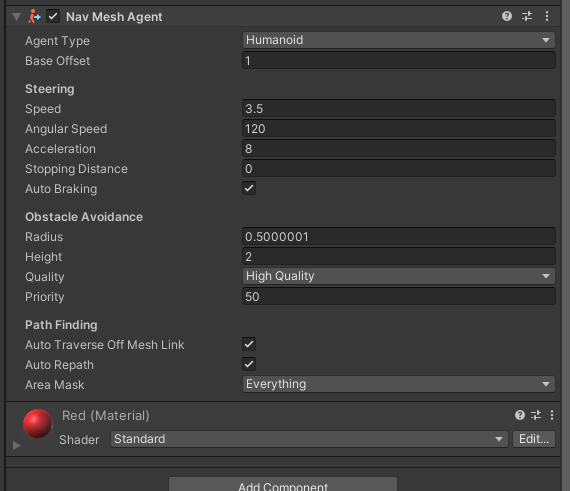 Nav Mesh Agent
Agent Type Humanoid
Base Offset 1
Steering
Speed 3.5
Angular Speed 120
Acceleration 8
Stopping Distance 0
Auto Braking
Obstacle Avoidance
Radius 0.5000001
Height 2
Quality High Quality
Priority 50
Path Finding
Auto Traverse Off Mesh Link
Auto Repath
Area Mask Everything
Red (Material)
Shader Standard Edit...
Add Component